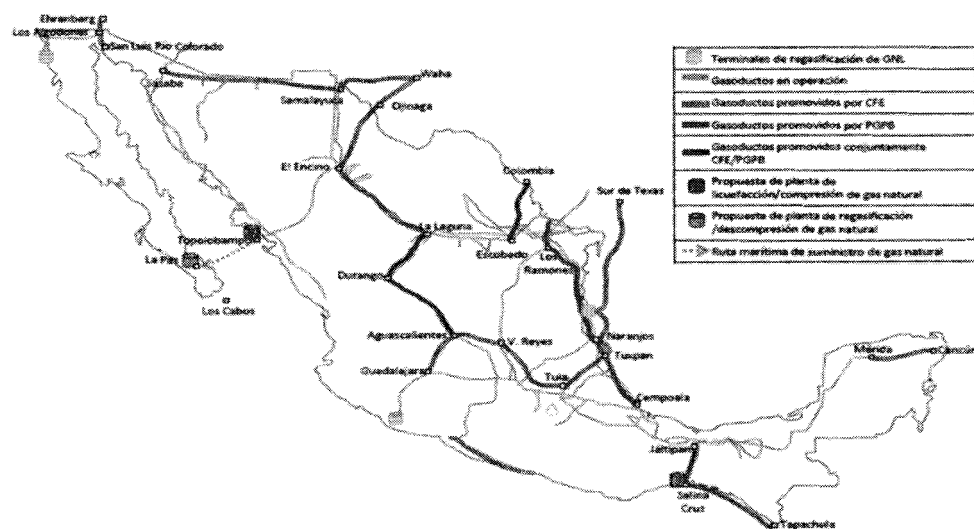 Ehrenberg
Los Algodones
San Luis Río Colorado
Sásabe
Samalayuca
Waha
Ojinaga
El Encino
Colombia
Sur de Texas
La Laguna
Escobedo
Los
Ramones
Topolobampo
La Paz
Los Cabos
Durango
Aguascalientes
V. Reyes
Naranjos
Tuxpan
Guadalajara
Tula
Cempoala
Mérida
Cancún
Jáltipan
Salina
Cruz
Tapachula
Terminales de regasificación de GNL
Gasoductos en operación
Gasoductos promovidos por CFE
Gasoductos promovidos por PGPB
Gasoductos promovidos conjuntamente
CFE/PGPB
Propuesta de planta de
licuefacción/compresión de gas natural
Propuesta de planta de regasificación
/descompresión de gas natural
Ruta marítima de suministro de gas natural